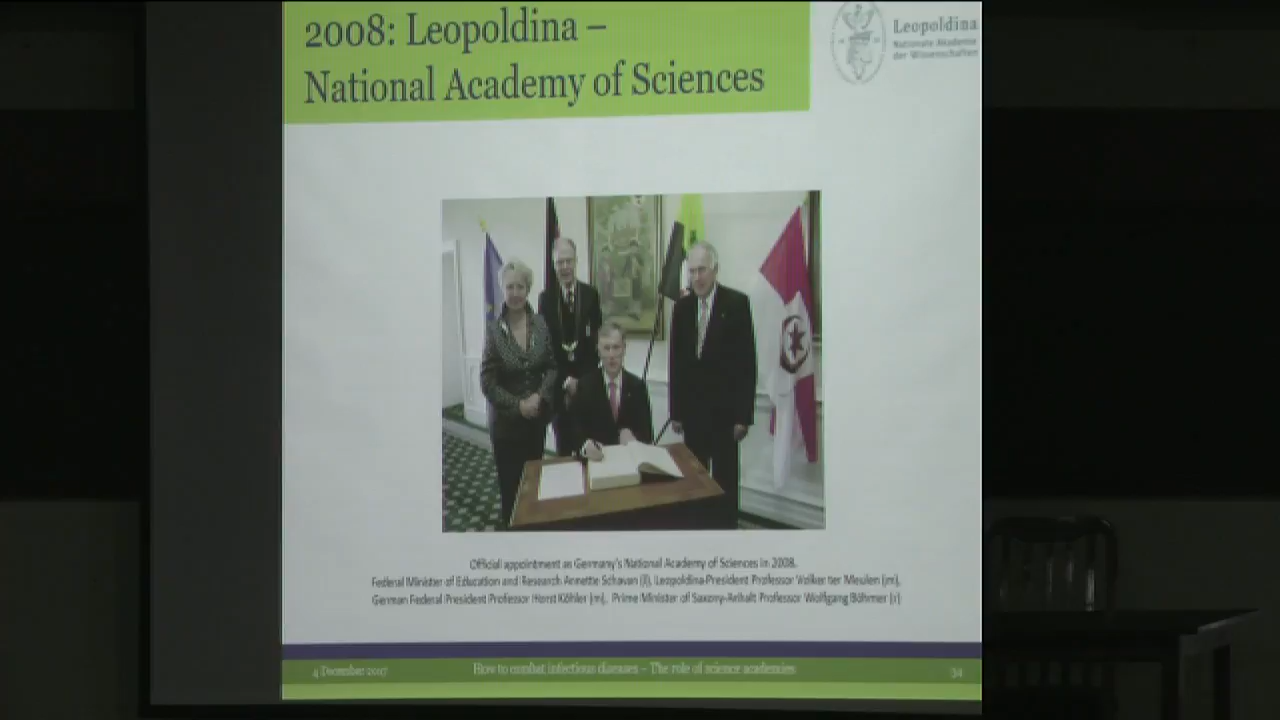 2008: Leopoldina –
National Academy of Sciences
Leopoldina
Nationale Akademie
der Wissenschaften
Official appointment as Germany's National Academy of Sciences in 2008.
Federal Minister of Education and Research Annette Schavan (l), Leopoldina-President Professor Volker ter Meulen (m),
German Federal President Professor Horst Köhler (m), Prime Minister of Saxony-Anhalt Professor Wolfgang Böhmer (r)
4 December 2017
How to combat infectious diseases – The role of science academies
34